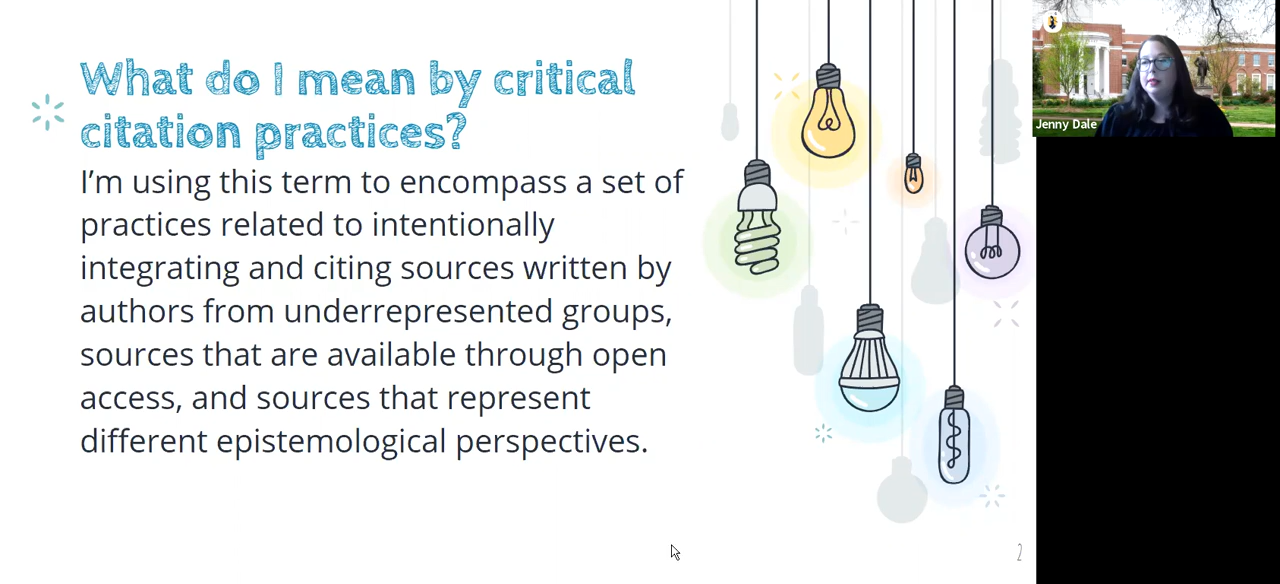 What do I mean by critical
citation practices?
I’m using this term to encompass a set of
practices related to intentionally
integrating and citing sources written by
authors from underrepresented groups,
sources that are available through open
access, and sources that represent
different epistemological perspectives.
2
Jenny Dale